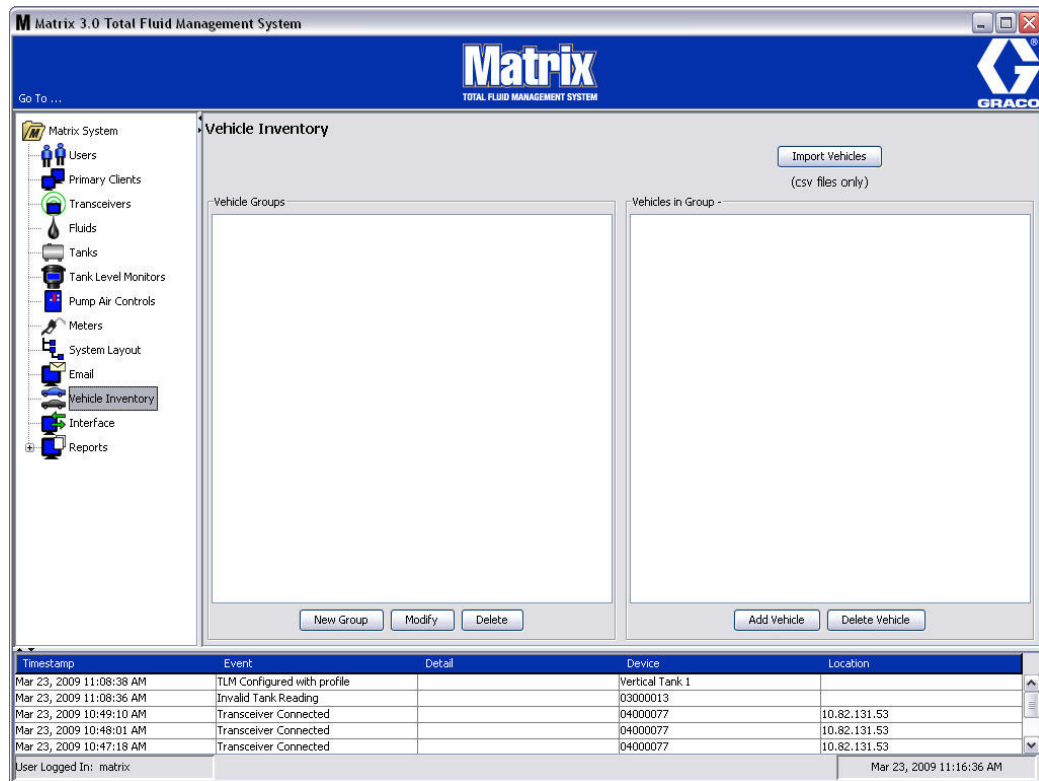 M Matrix 3.0 Total Fluid Management System
Matrix
TOTAL FLUID MANAGEMENT SYSTEM
®
GRACO
Go To ...
Matrix System
Users
Primary Clients
Transceivers
Fluids
Tanks
Tank Level Monitors
Pump Air Controls
Meters
System Layout
Email
Vehicle Inventory
Interface
Reports
Vehicle Inventory
Import Vehicles
(csv files only)
Vehicle Groups
Vehicles in Group -
New Group Modify Delete
Add Vehicle Delete Vehicle
Timestamp Event Detail Device Location
Mar 23, 2009 11:08:38 AM TLM Configured with profile Vertical Tank 1
Mar 23, 2009 11:08:36 AM Invalid Tank Reading 03000013
Mar 23, 2009 10:49:10 AM Transceiver Connected 04000077 10.82.131.53
Mar 23, 2009 10:48:01 AM Transceiver Connected 04000077 10.82.131.53
Mar 23, 2009 10:47:18 AM Transceiver Connected 04000077 10.82.131.53
User Logged In: matrix Mar 23, 2009 11:16:36 AM